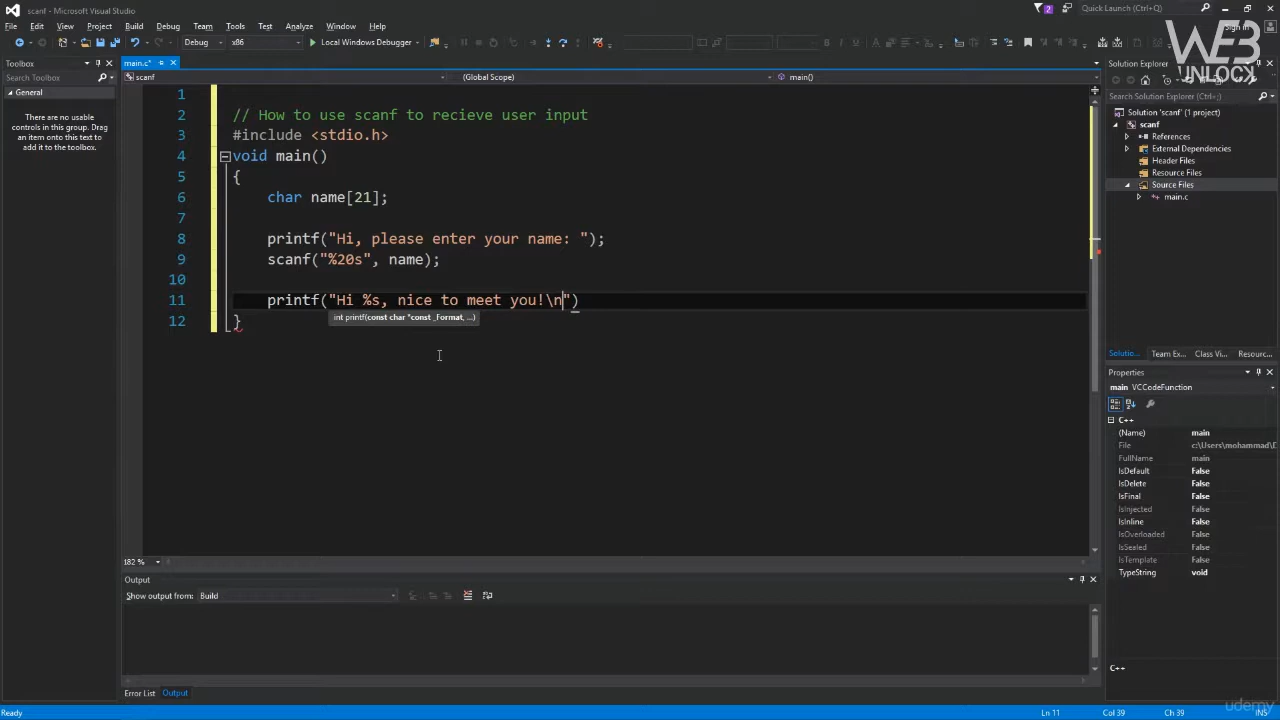 scanf - Microsoft Visual Studio
Quick Launch (Ctrl+Q)
File Edit View Project Build Debug Team Tools Test Analyze Window Help
Sign in
Debug x86 Local Windows Debugger
WEB
UNLOCK
Toolbox
Search Toolbox
General
There are no usable
controls in this group. Drag
an item onto this text to
add it to the toolbox.
main.c*
scanf (Global Scope) main()
1
2 // How to use scanf to recieve user input
3 #include <stdio.h>
4 void main()
5 {
6 char name[21];
7
8 printf("Hi, please enter your name: ");
9 scanf("%20s", name);
10
11 printf("Hi %s, nice to meet you!\n")
int printf(const char *const _Format, ...)
12 }
182 %
Output
Show output from: Build
Error List Output
Solution Explorer
Search Solution Explorer (Ctrl+;)
Solution 'scanf' (1 project)
scanf
References
External Dependencies
Header Files
Resource Files
Source Files
main.c
Solutio... Team Ex... Class Vi... Resourc...
Properties
main VCCodeFunction
C++
(Name) main
File c:\Users\mohammad\D
FullName main
IsDefault False
IsDelete False
IsFinal False
IsInjected False
IsInline False
IsOverloaded False
IsSealed False
IsTemplate False
TypeString void
C++
udemy
Ready Ln 11 Col 39 Ch 39 INS